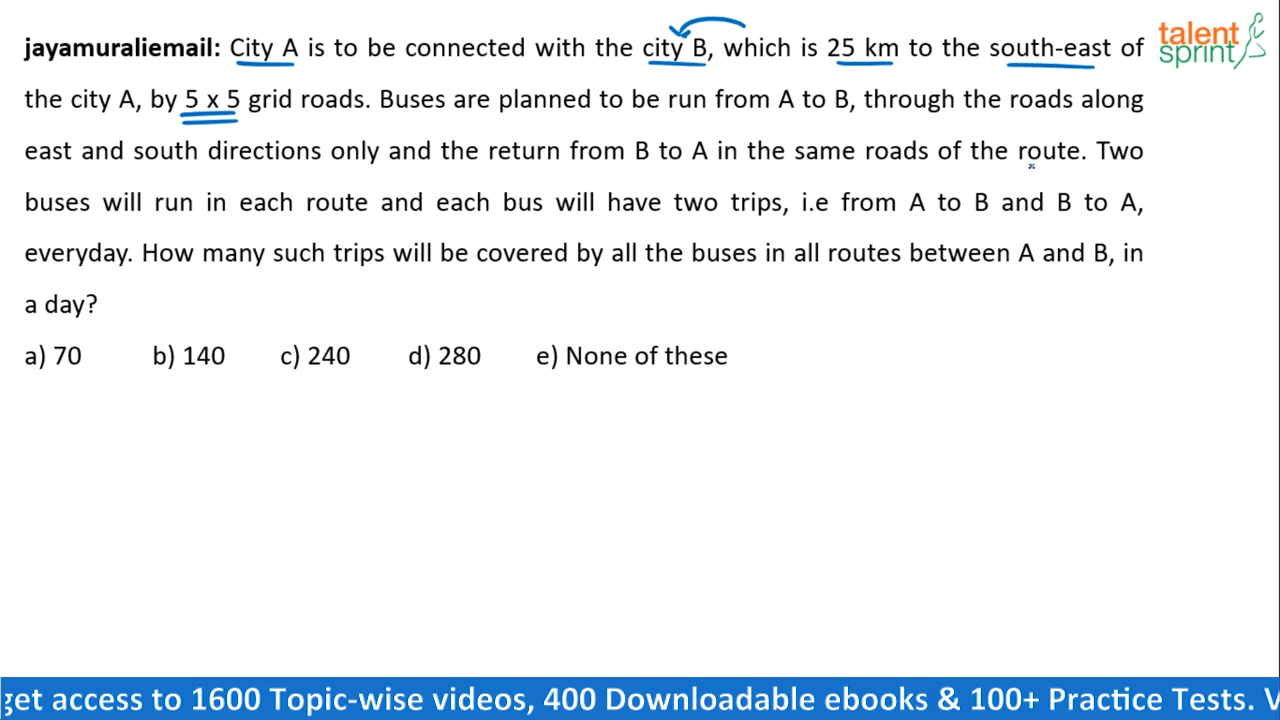 jayamuraliemail: City A is to be connected with the city B, which is 25 km to the south-east of
the city A, by 5 x 5 grid roads. Buses are planned to be run from A to B, through the roads along
east and south directions only and the return from B to A in the same roads of the route. Two
buses will run in each route and each bus will have two trips, i.e from A to B and B to A,
everyday. How many such trips will be covered by all the buses in all routes between A and B, in
a day?
a) 70 b) 140 c) 240 d) 280 e) None of these
talent
sprint
get access to 1600 Topic-wise videos, 400 Downloadable ebooks & 100+ Practice Tests. V